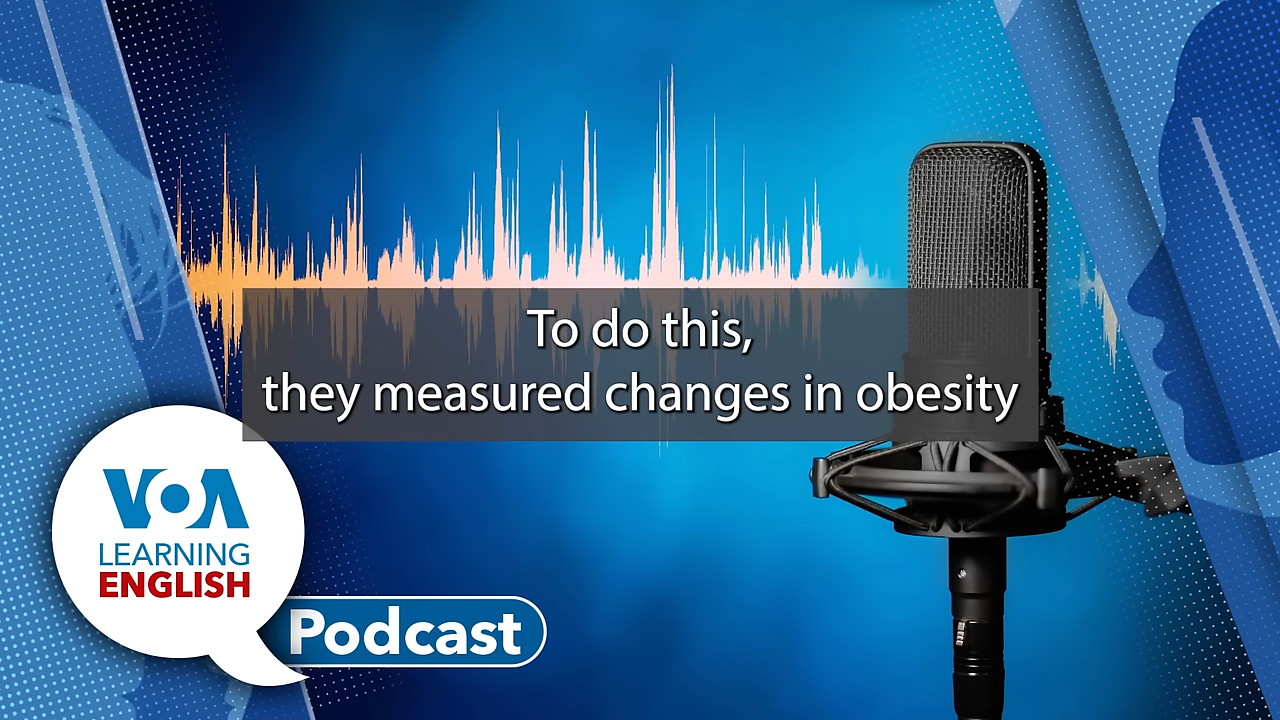 To do this,
they measured changes in obesity
VOA
LEARNING
ENGLISH
Podcast